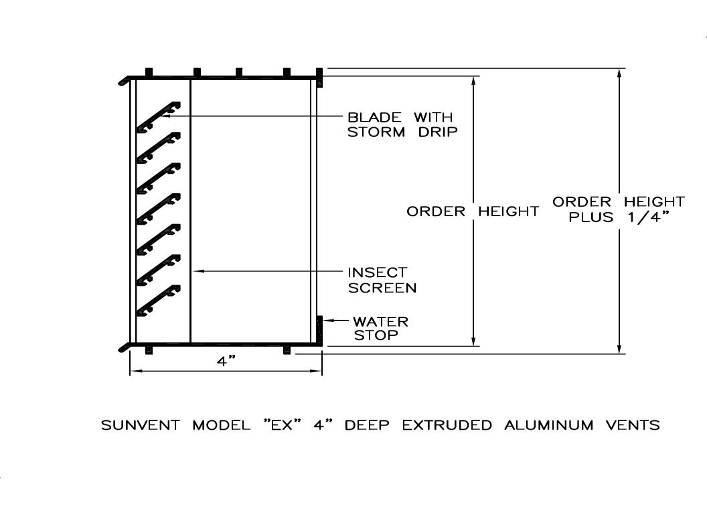 BLADE WITH
STORM DRIP
ORDER HEIGHT
ORDER HEIGHT
PLUS 1/4"
INSECT
SCREEN
WATER
STOP
4"
SUNVENT MODEL "EX" 4" DEEP EXTRUDED ALUMINUM VENTS